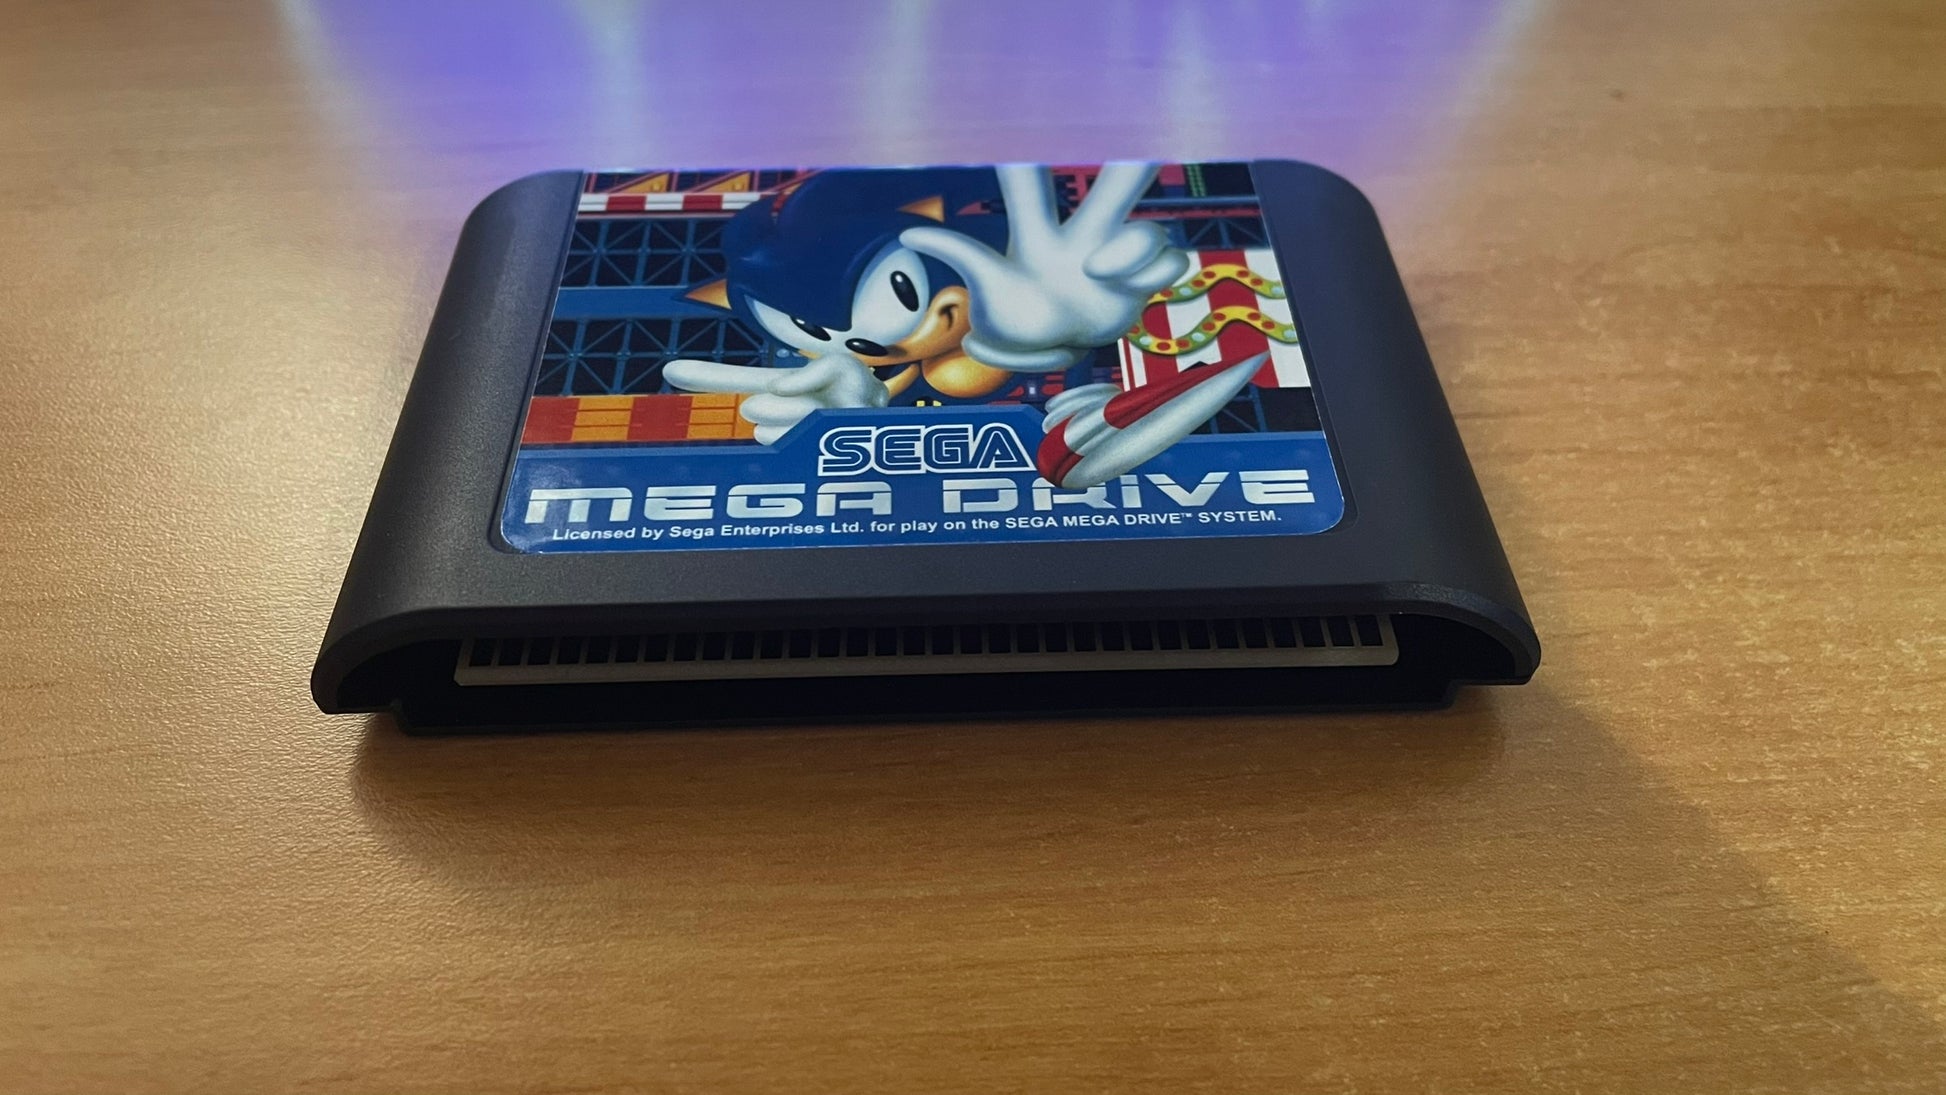 SEGA
MEGA DRIVE
Licensed by Sega Enterprises Ltd. for play on the SEGA MEGA DRIVE™ SYSTEM.